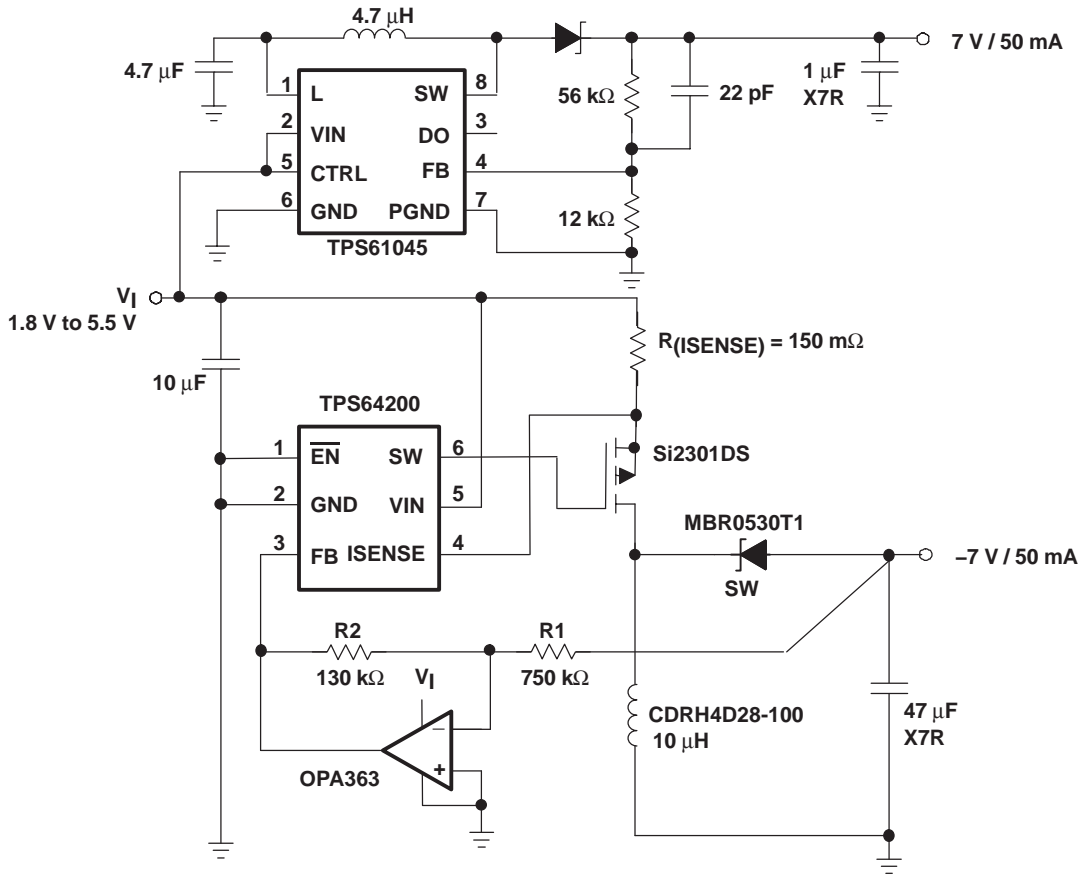 4.7 μH
4.7 μF
7 V / 50 mA
1 L
SW 8
2 VIN
DO 3
5 CTRL
FB 4
6 GND
PGND 7
TPS61045
56 kΩ
22 pF
1 μF
X7R
12 kΩ
VI
1.8 V to 5.5 V
R(ISENSE) = 150 mΩ
10 μF
TPS64200
1 EN
SW 6
2 GND
VIN 5
3 FB
ISENSE 4
Si2301DS
MBR0530T1
SW
–7 V / 50 mA
R2
130 kΩ
R1
750 kΩ
VI
–
+
OPA363
CDRH4D28-100
10 μH
47 μF
X7R